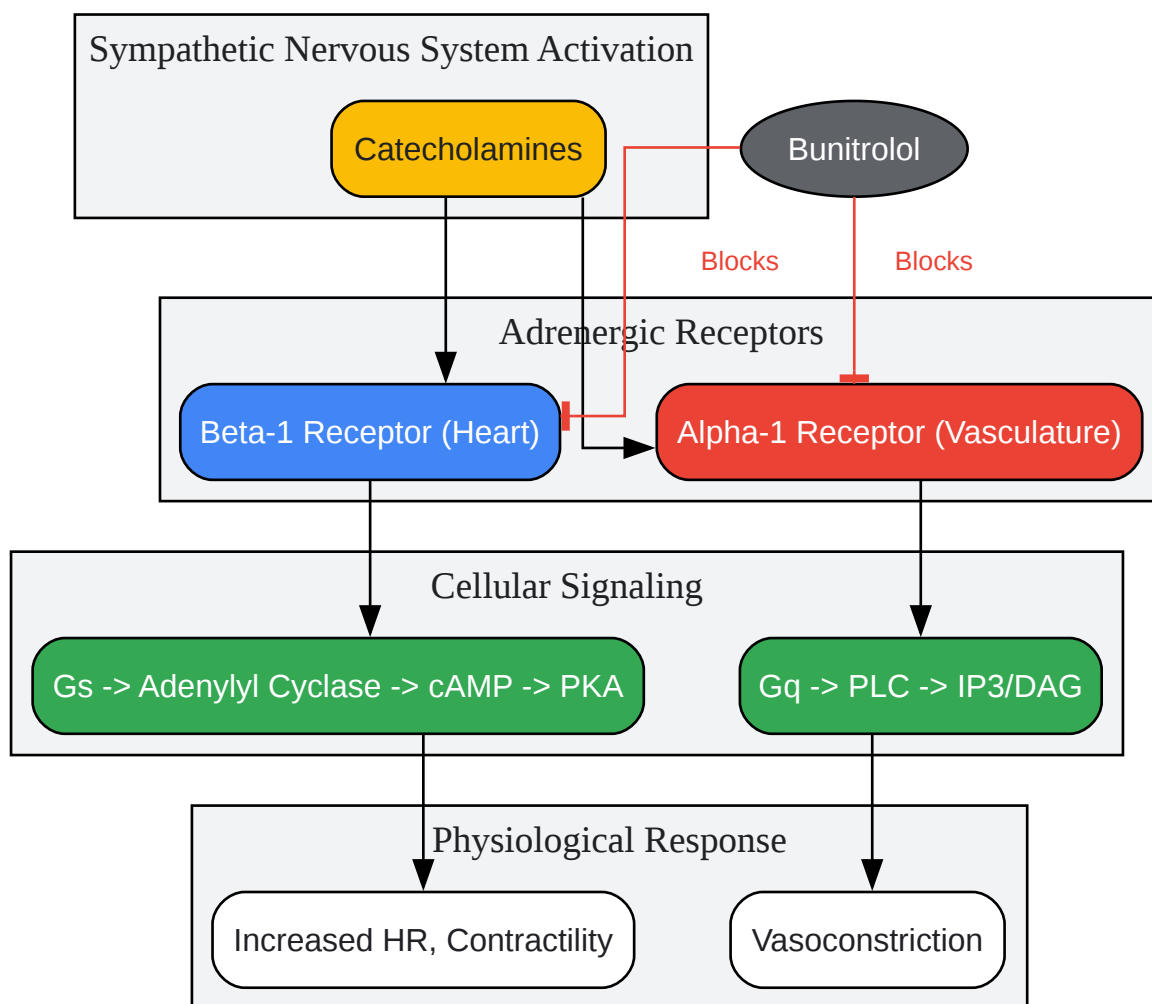 Sympathetic Nervous System Activation
Catecholamines
Bunitrolol
Blocks
Blocks
Adrenergic Receptors
Beta-1 Receptor (Heart)
Alpha-1 Receptor (Vasculature)
Cellular Signaling
Gs -> Adenylyl Cyclase -> cAMP -> PKA
Gq -> PLC -> IP3/DAG
Physiological Response
Increased HR, Contractility
Vasoconstriction